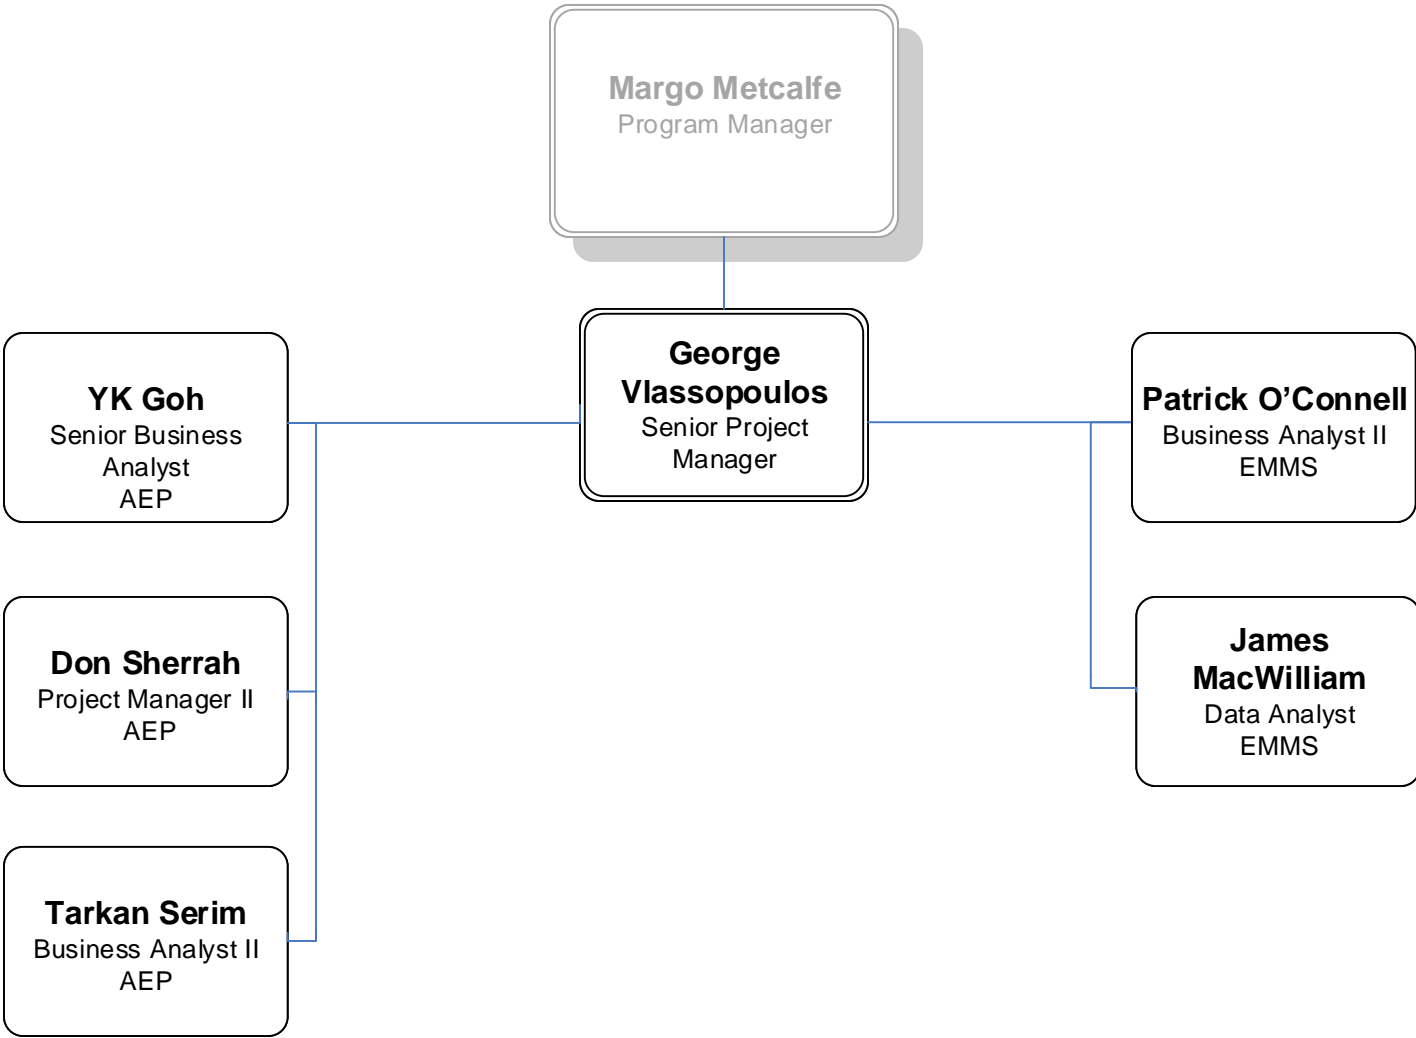 Margo Metcalfe
Program Manager
George
Vlassopoulos
Senior Project
Manager
YK Goh
Senior Business
Analyst
AEP
Patrick O’Connell
Business Analyst II
EMMS
Don Sherrah
Project Manager II
AEP
James
MacWilliam
Data Analyst
EMMS
Tarkan Serim
Business Analyst II
AEP